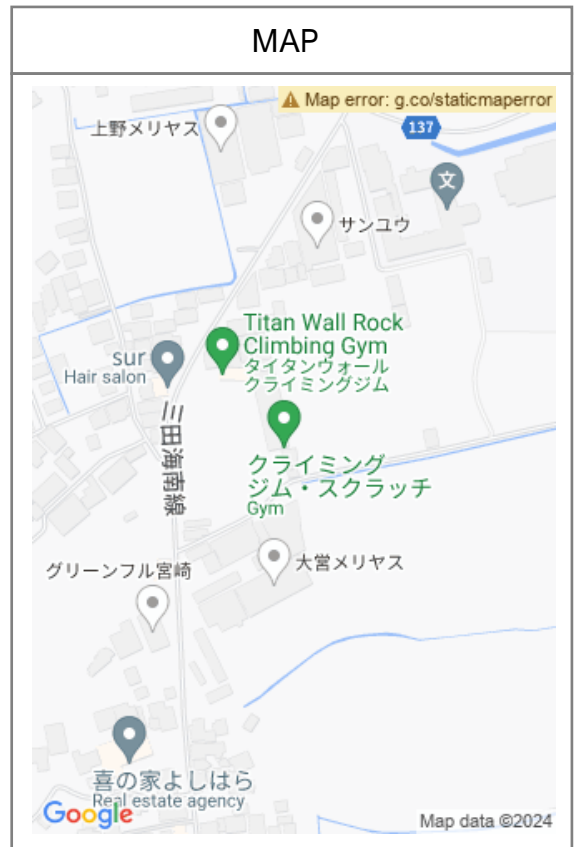 MAP
Map error: g.co/staticmaperror
137
上野メリヤス
文
サンユウ
Titan Wall Rock
Climbing Gym
タイタンウォール
クライミングジム
sur
Hair salon
三田海南線
クライミング
ジム・スクラッチ
Gym
大営メリヤス
グリーンフル宮崎
喜の家よしはら
Real estate agency
Google
Map data ©2024